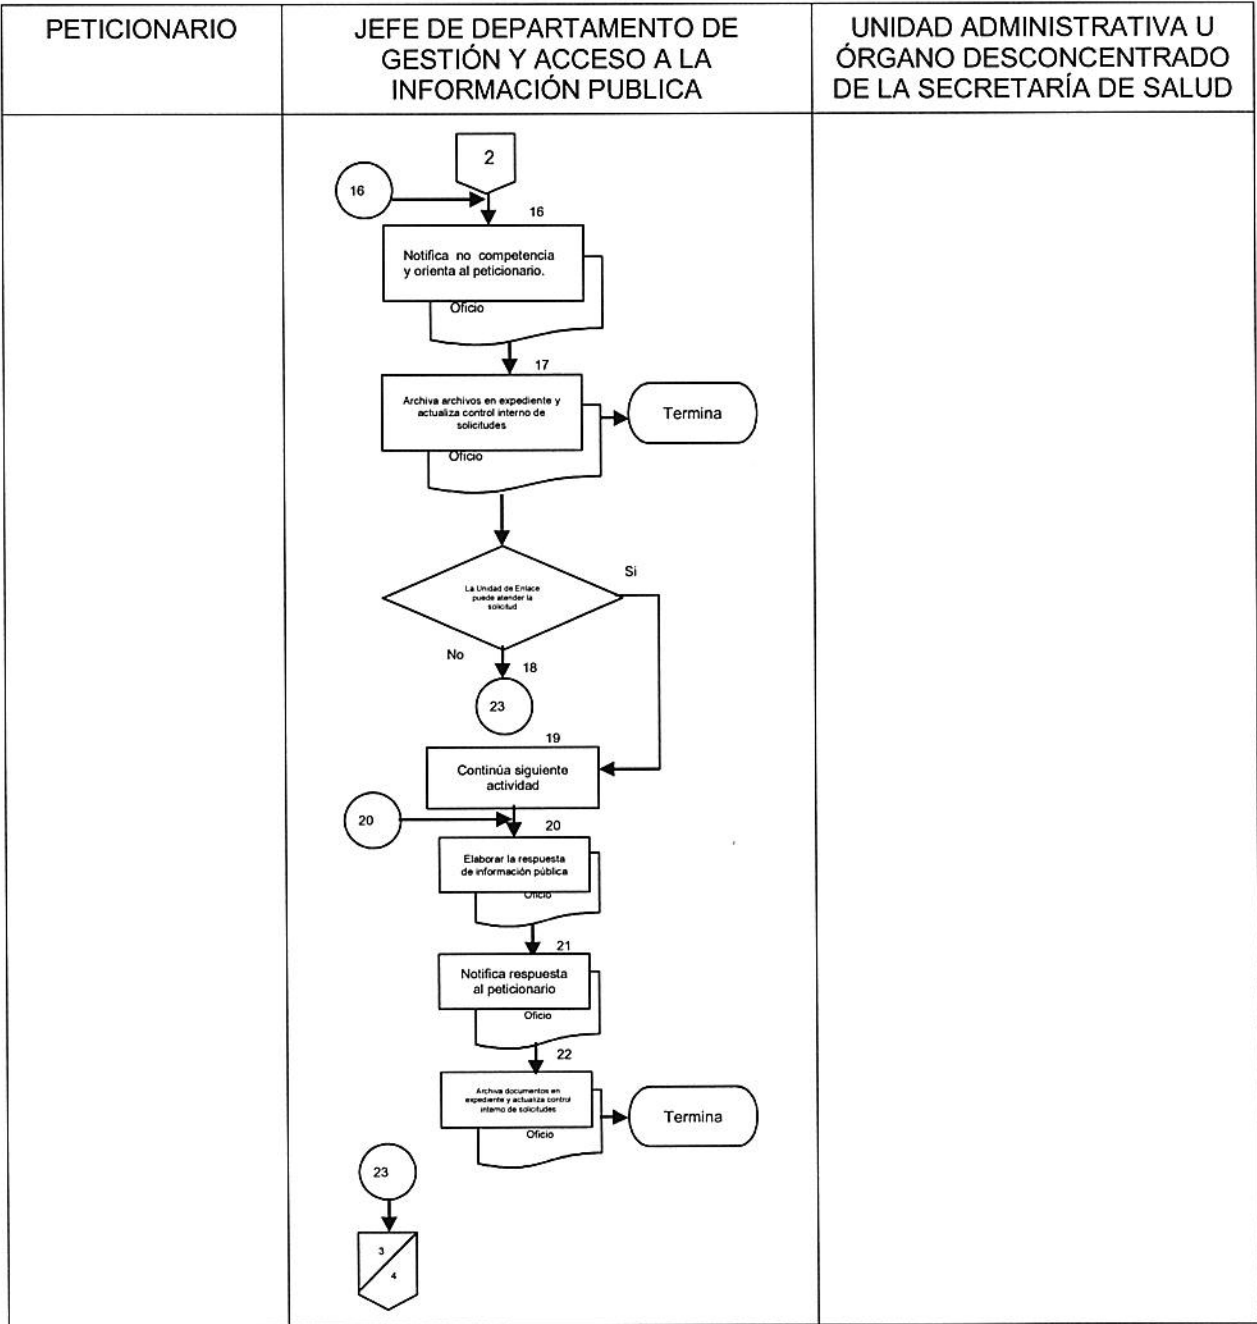 PETICIONARIO
JEFE DE DEPARTAMENTO DE
GESTIÓN Y ACCESO A LA
INFORMACIÓN PUBLICA
UNIDAD ADMINISTRATIVA U
ÓRGANO DESCONCENTRADO
DE LA SECRETARÍA DE SALUD
2
16
16
Notifica no competencia
y orienta al peticionario.
Oficio
17
Archiva archivos en expediente y
actualiza control interno de
solicitudes
Oficio
Termina
La Unidad de Enlace
puede atender la
solicitud
Si
No
18
23
19
Continúa siguiente
actividad
20
20
Elaborar la respuesta
de información pública
Oficio
21
Notifica respuesta
al peticionario
Oficio
22
Archiva documentos en
expediente y actualiza control
interno de solicitudes
Oficio
Termina
23
3
4